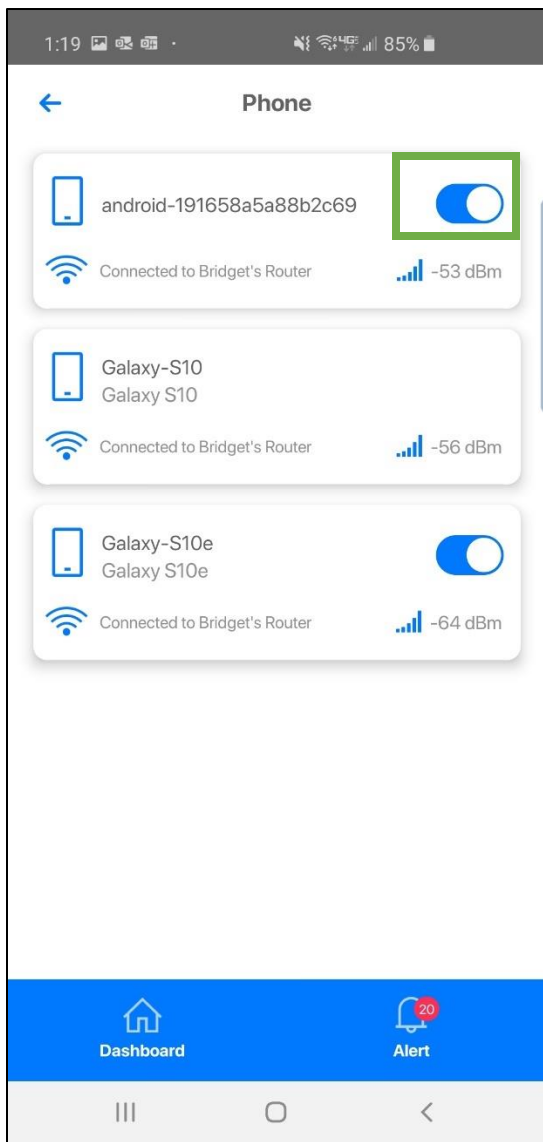 1:19 85%
Phone
android-191658a5a88b2c69
Connected to Bridget's Router -53 dBm
Galaxy-S10
Galaxy S10
Connected to Bridget's Router -56 dBm
Galaxy-S10e
Galaxy S10e
Connected to Bridget's Router -64 dBm
20
Dashboard Alert